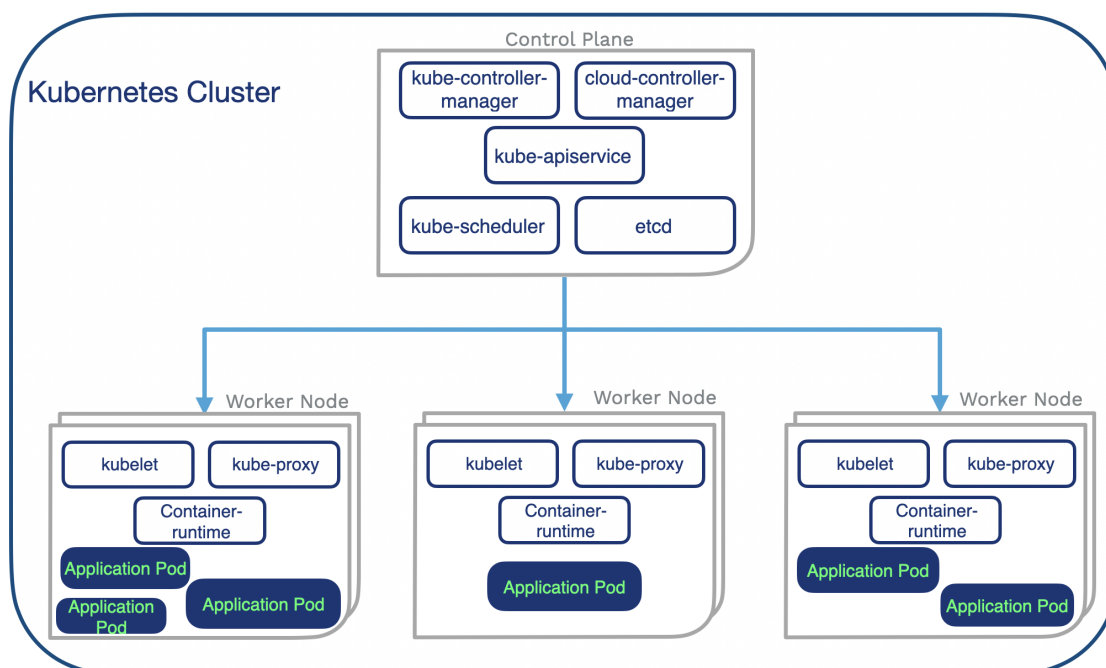 Control Plane
Kubernetes Cluster
kube-controller-
manager
cloud-controller-
manager
kube-apiservice
kube-scheduler
etcd
Worker Node
kubelet
kube-proxy
Container-
runtime
Application Pod
Application
Pod
Application Pod
Worker Node
kubelet
kube-proxy
Container-
runtime
Application Pod
Worker Node
kubelet
kube-proxy
Container-
runtime
Application Pod
Application Pod